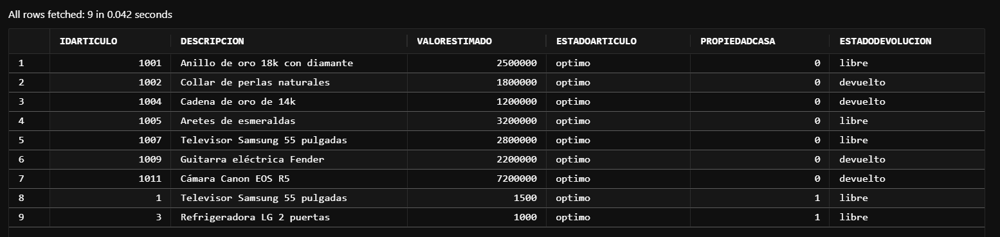 All rows fetched: 9 in 0.042 seconds
IDARTICULO DESCRIPCION VALORESTIMADO ESTADOARTICULO PROPIEDADCASA ESTADODEVOLUCION
1 1001 Anillo de oro 18k con diamante 2500000 optimo 0 libre
2 1002 Collar de perlas naturales 1800000 optimo 0 devuelto
3 1004 Cadena de oro de 14k 1200000 optimo 0 devuelto
4 1005 Aretes de esmeraldas 3200000 optimo 0 libre
5 1007 Televisor Samsung 55 pulgadas 2800000 optimo 0 libre
6 1009 Guitarra eléctrica Fender 2200000 optimo 0 devuelto
7 1011 Cámara Canon EOS R5 7200000 optimo 0 devuelto
8 1 Televisor Samsung 55 pulgadas 1500 optimo 1 libre
9 3 Refrigeradora LG 2 puertas 1000 optimo 1 libre